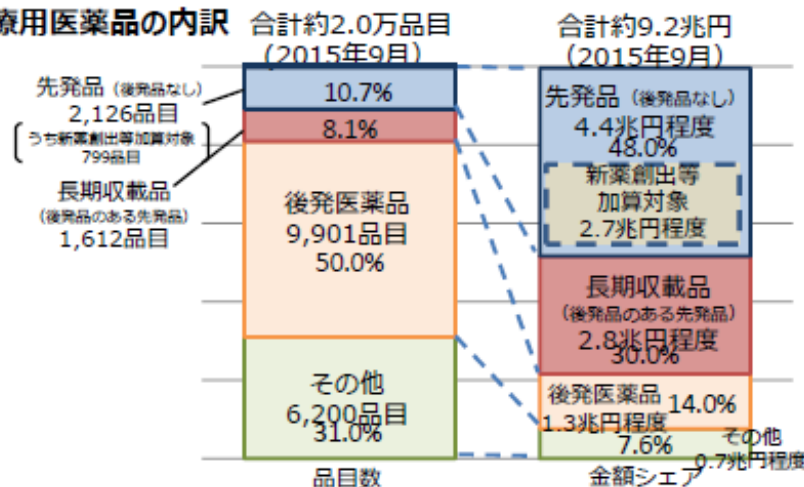 療用医薬品の内訳
合計約2.0万品目
(2015年9月)
合計約9.2兆円
(2015年9月)
先発品（後発品なし）
2,126品目
うち新薬創出等加算対象
799品目
長期収載品
(後発品のある先発品)
1,612品目
10.7%
8.1%
後発医薬品
9,901品目
50.0%
その他
6,200品目
31.0%
品目数
先発品（後発品なし）
4.4兆円程度
48.0%
新薬創出等
加算対象
2.7兆円程度
長期収載品
(後発品のある先発品)
2.8兆円程度
30.0%
後発医薬品 14.0%
1.3兆円程度
7.6%
その他
0.7兆円程度
金額シェア